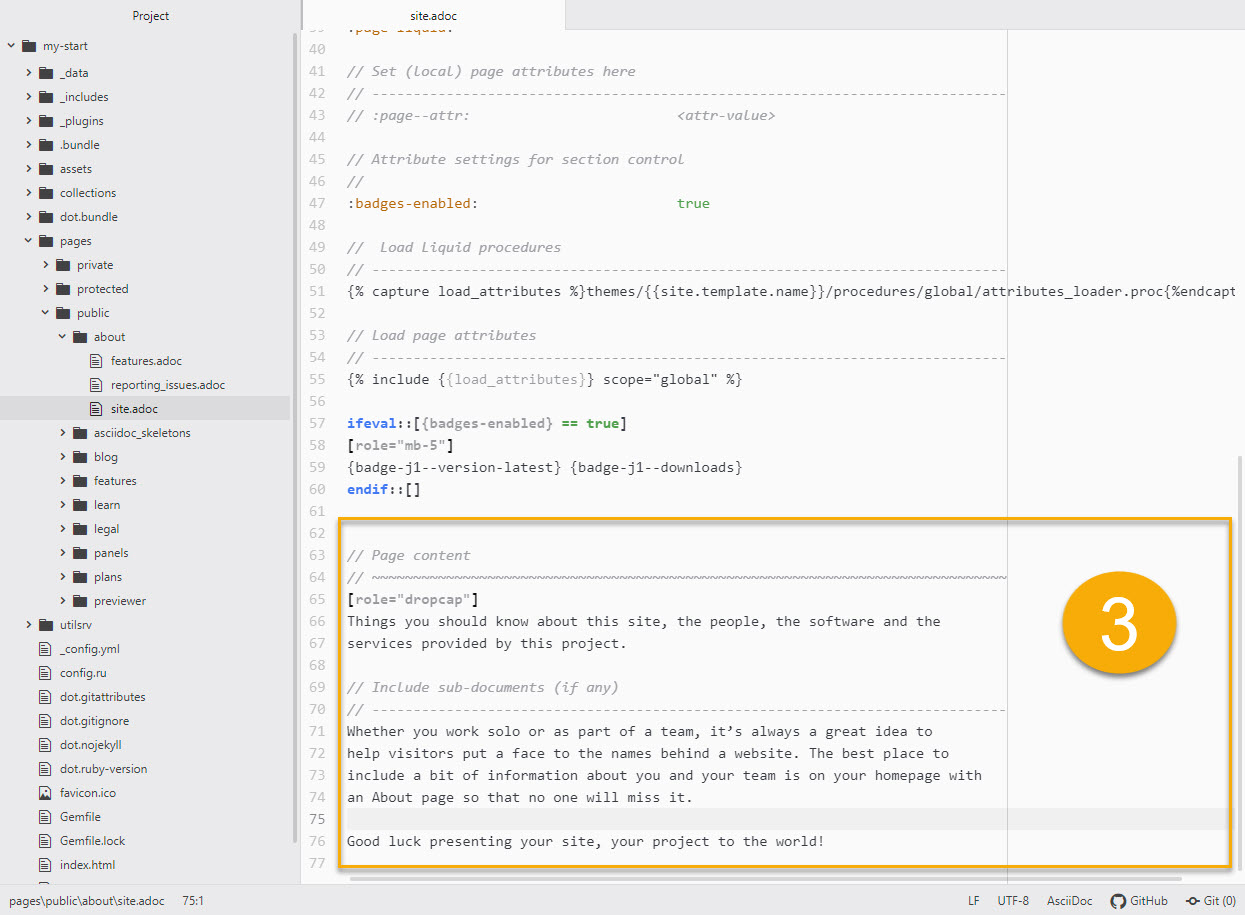 Project
my-start
_data
_includes
_plugins
.bundle
assets
collections
dot.bundle
pages
private
protected
public
about
features.adoc
reporting_issues.adoc
site.adoc
asciidoc_skeletons
blog
features
learn
legal
panels
plans
previewer
utilsrv
_config.yml
config.ru
dot.gitattributes
dot.gitignore
dot.nojekyll
dot.ruby-version
favicon.ico
Gemfile
Gemfile.lock
index.html
site.adoc
39 :page-liquid:
40
41 // Set (local) page attributes here
42 // -----------------------------------------------------------------------------
43 // :page--attr: <attr-value>
44
45 // Attribute settings for section control
46 //
47 :badges-enabled: true
48
49 //  Load Liquid procedures
50 // -----------------------------------------------------------------------------
51 {% capture load_attributes %}themes/{{site.template.name}}/procedures/global/attributes_loader.proc{%endcapt
52
53 // Load page attributes
54 // -----------------------------------------------------------------------------
55 {% include {{load_attributes}} scope="global" %}
56
57 ifeval::[{badges-enabled} == true]
58 [role="mb-5"]
59 {badge-j1--version-latest} {badge-j1--downloads}
60 endif::[]
61
62
63 // Page content
64 // ~~~~~~~~~~~~~~~~~~~~~~~~~~~~~~~~~~~~~~~~~~~~~~~~~~~~~~~~~~~~~~~~~~~~~~~~~~~~~
65 [role="dropcap"]
66 Things you should know about this site, the people, the software and the
67 services provided by this project.
68
69 // Include sub-documents (if any)
70 // -----------------------------------------------------------------------------
71 Whether you work solo or as part of a team, it’s always a great idea to
72 help visitors put a face to the names behind a website. The best place to
73 include a bit of information about you and your team is on your homepage with
74 an About page so that no one will miss it.
75
76 Good luck presenting your site, your project to the world!
77
3
pages\public\about\site.adoc 75:1 LF UTF-8 AsciiDoc GitHub Git (0)